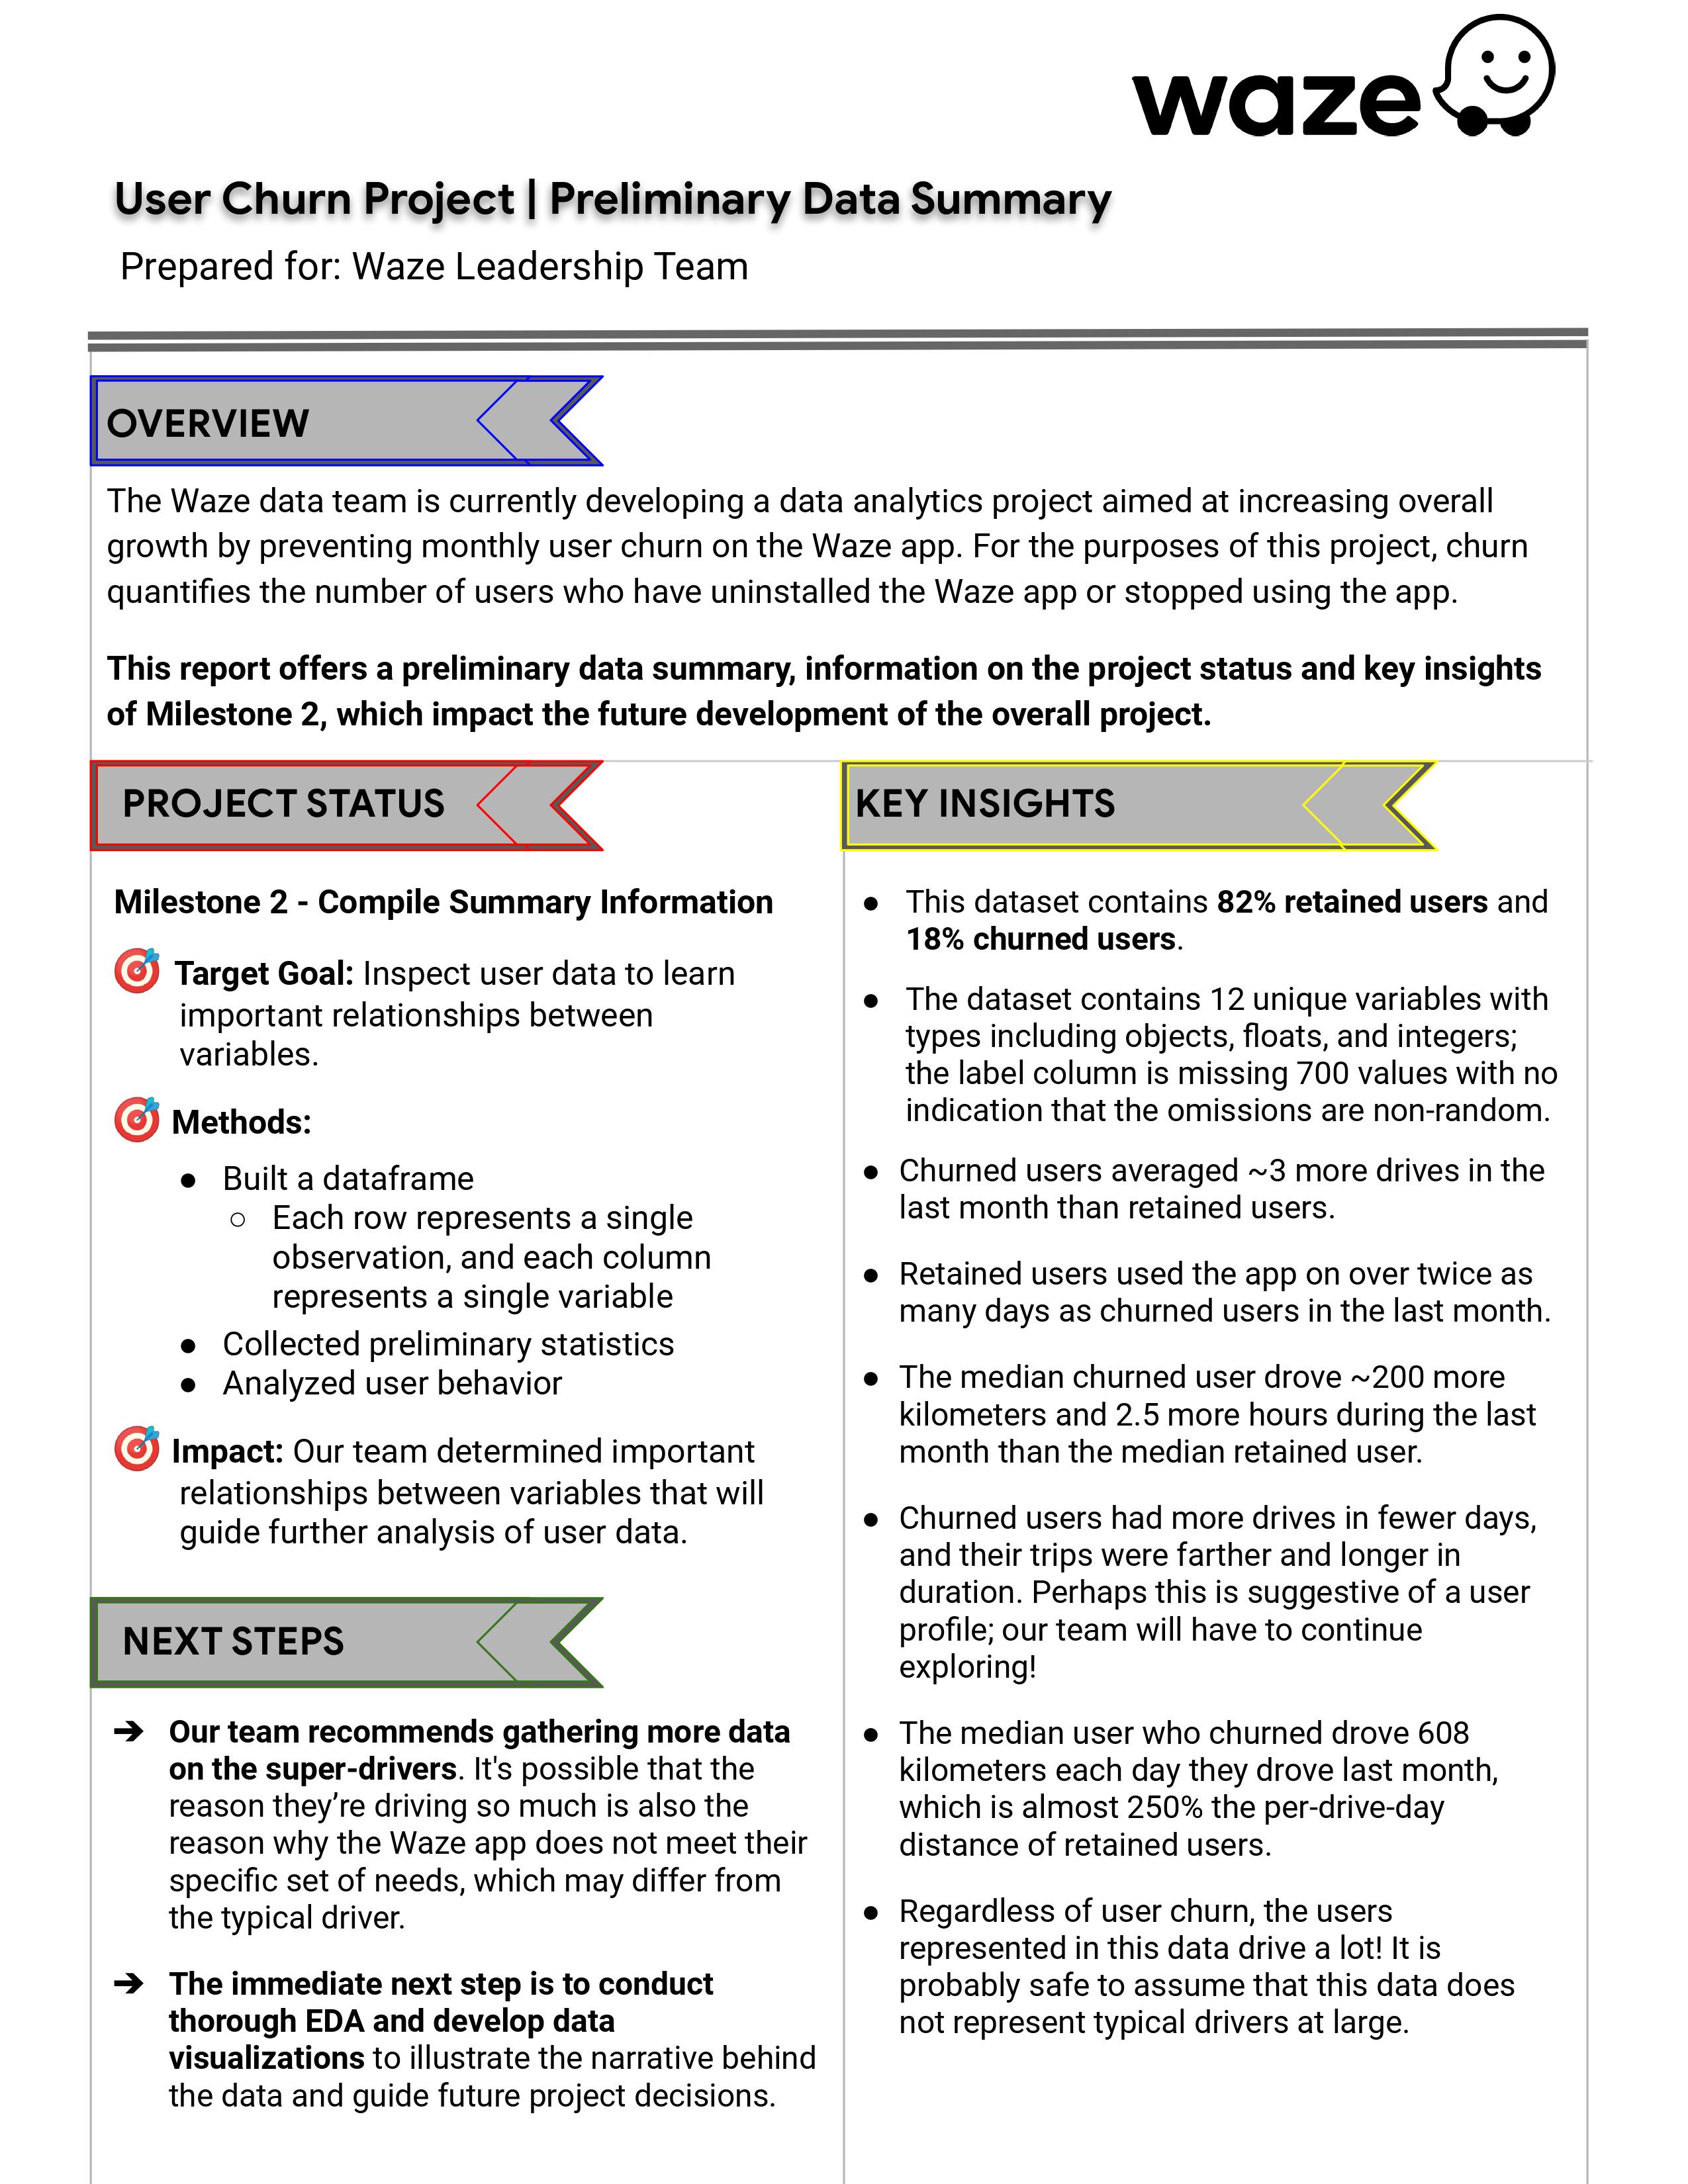 waze
User Churn Project | Preliminary Data Summary
Prepared for: Waze Leadership Team
OVERVIEW
The Waze data team is currently developing a data analytics project aimed at increasing overall
growth by preventing monthly user churn on the Waze app. For the purposes of this project, churn
quantifies the number of users who have uninstalled the Waze app or stopped using the app.
This report offers a preliminary data summary, information on the project status and key insights
of Milestone 2, which impact the future development of the overall project.
PROJECT STATUS
Milestone 2 - Compile Summary Information
Target Goal: Inspect user data to learn
important relationships between
variables.
Methods:
● Built a dataframe
○ Each row represents a single
observation, and each column
represents a single variable
● Collected preliminary statistics
● Analyzed user behavior
Impact: Our team determined important
relationships between variables that will
guide further analysis of user data.
NEXT STEPS
➔ Our team recommends gathering more data
on the super-drivers. It's possible that the
reason they’re driving so much is also the
reason why the Waze app does not meet their
specific set of needs, which may differ from
the typical driver.
➔ The immediate next step is to conduct
thorough EDA and develop data
visualizations to illustrate the narrative behind
the data and guide future project decisions.
KEY INSIGHTS
● This dataset contains 82% retained users and
18% churned users.
● The dataset contains 12 unique variables with
types including objects, floats, and integers;
the label column is missing 700 values with no
indication that the omissions are non-random.
● Churned users averaged ~3 more drives in the
last month than retained users.
● Retained users used the app on over twice as
many days as churned users in the last month.
● The median churned user drove ~200 more
kilometers and 2.5 more hours during the last
month than the median retained user.
● Churned users had more drives in fewer days,
and their trips were farther and longer in
duration. Perhaps this is suggestive of a user
profile; our team will have to continue
exploring!
● The median user who churned drove 608
kilometers each day they drove last month,
which is almost 250% the per-drive-day
distance of retained users.
● Regardless of user churn, the users
represented in this data drive a lot! It is
probably safe to assume that this data does
not represent typical drivers at large.